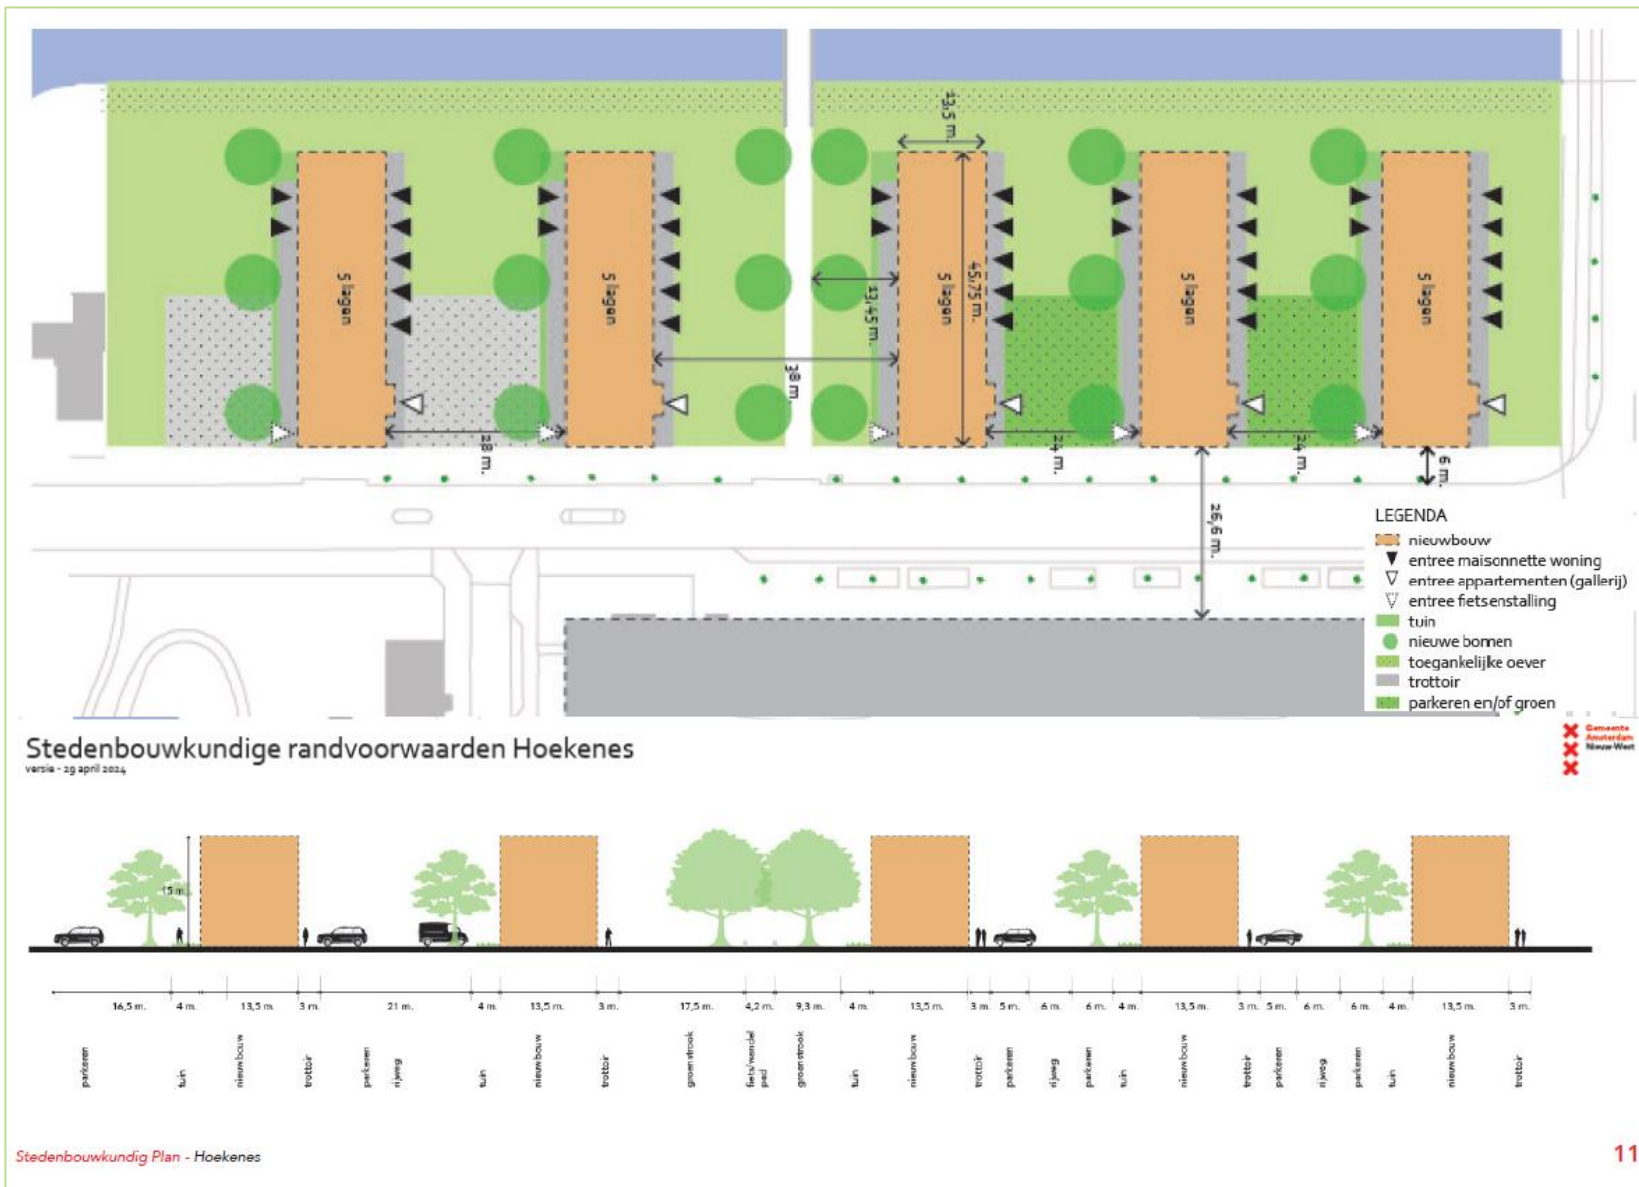 13,5 m.
5 lagen
5 lagen
5 lagen
45,75 m.
5 lagen
5 lagen
13,45 m.
38 m.
28 m.
24 m.
24 m.
6 m.
26,6 m.
LEGENDA
nieuwbouw
entree maisonnette woning
entree appartementen (gallerij)
entree fietsenstalling
tuin
nieuwe bonnen
toegankelijke oever
trottoir
parkeren en/of groen
Stedenbouwkundige randvoorwaarden Hoekenes
versie - 29 april 2024
Gemeente
Amsterdam
Nieuw-West
15 m.
16,5 m. 4 m. 13,5 m. 3 m. 21 m. 4 m. 13,5 m. 3 m. 17,5 m. 4,2 m. 9,3 m. 4 m. 13,5 m. 3 m. 5 m. 6 m. 6 m. 4 m. 13,5 m. 3 m. 5 m. 6 m. 6 m. 4 m. 13,5 m. 3 m.
parkeren
tuin
nieuwbouw
trottoir
parkeren
rijweg
tuin
nieuwbouw
trottoir
groenstrook
fiets/wandel
pad
groenstrook
tuin
nieuwbouw
trottoir
parkeren
rijweg
parkeren
tuin
nieuwbouw
trottoir
parkeren
rijweg
parkeren
tuin
nieuwbouw
trottoir
Stedenbouwkundig Plan - Hoekenes
11